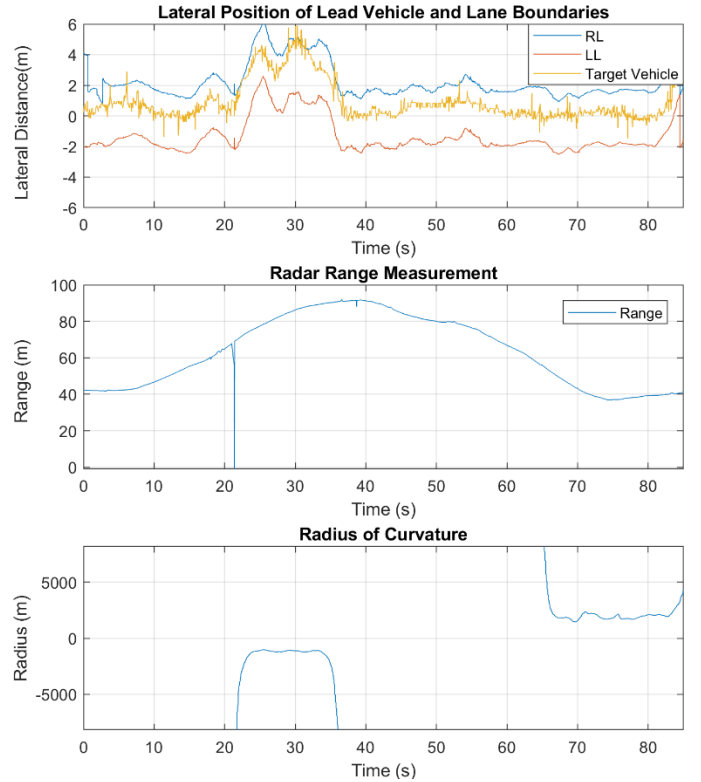 Lateral Position of Lead Vehicle and Lane Boundaries
Lateral Distance(m)
6
4
2
0
-2
-4
-6
RL
LL
Target Vehicle
0 10 20 30 40 50 60 70 80
Time (s)
Radar Range Measurement
Range (m)
100
80
60
40
20
0
Range
0 10 20 30 40 50 60 70 80
Time (s)
Radius of Curvature
Radius (m)
5000
0
-5000
0 10 20 30 40 50 60 70 80
Time (s)